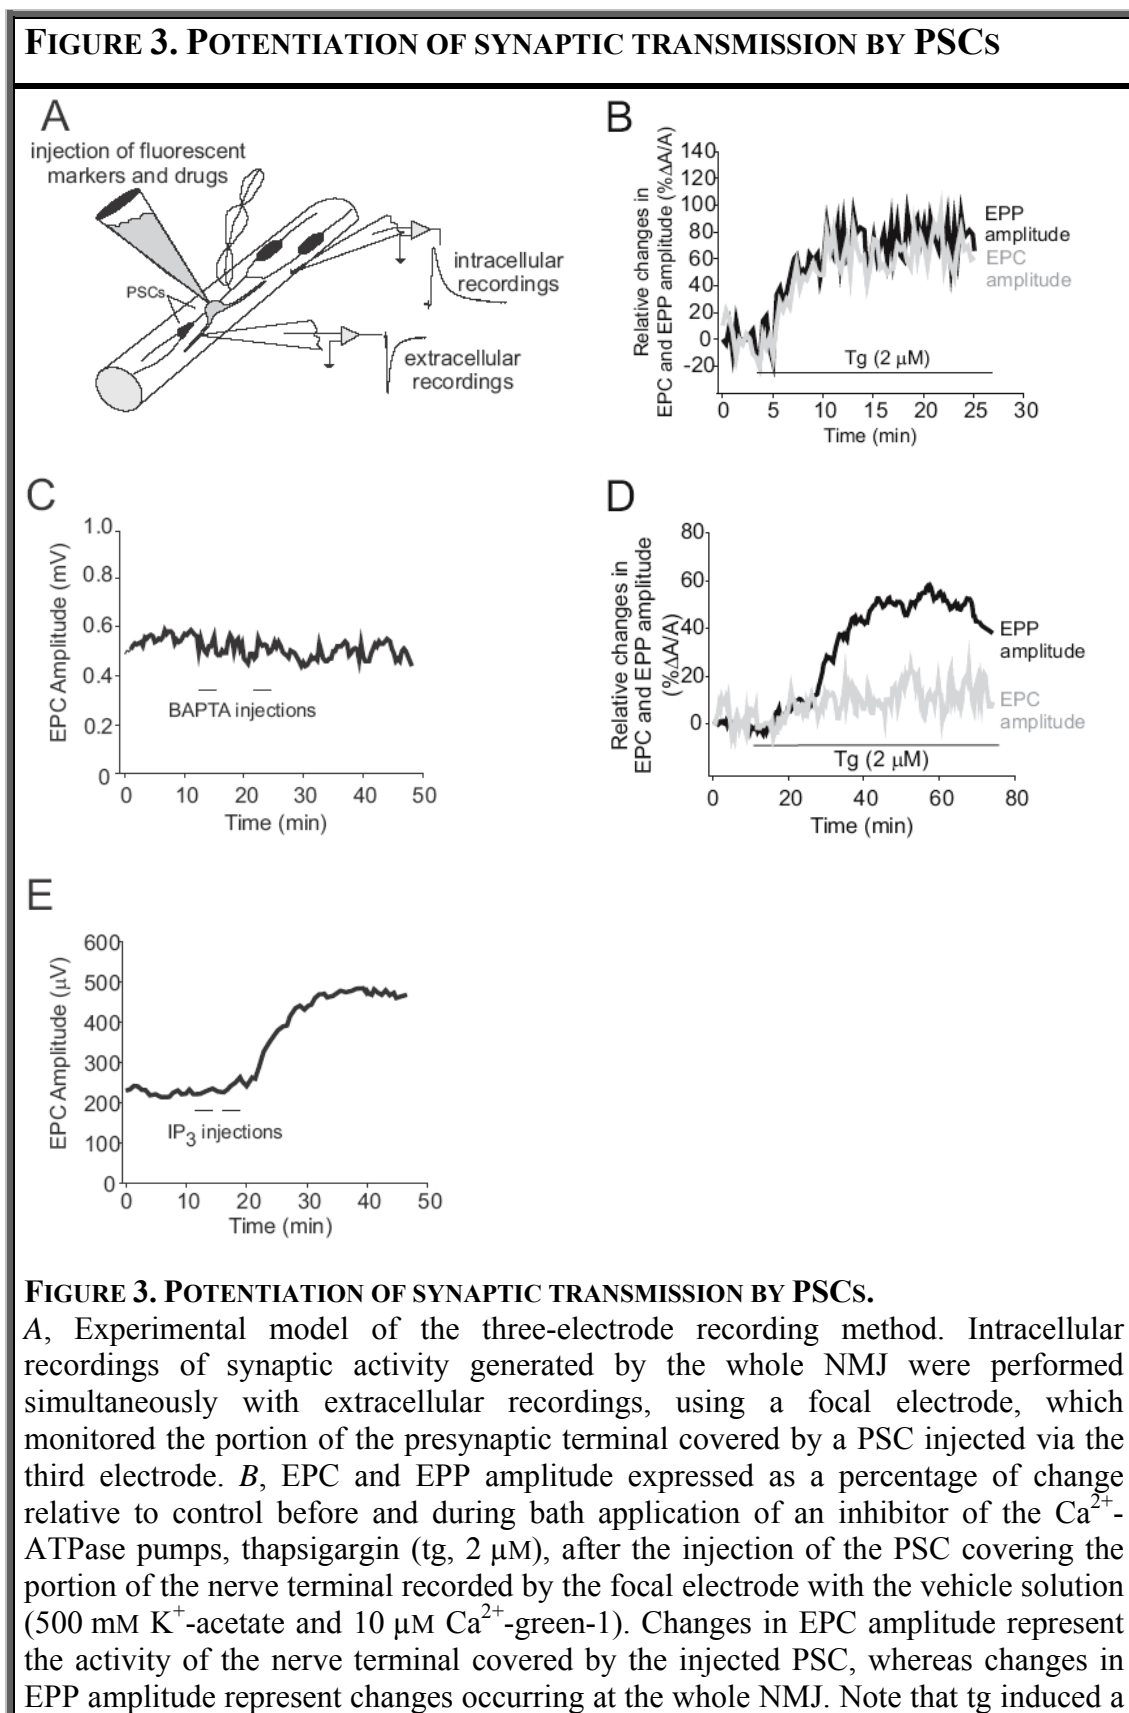 FIGURE 3. POTENTIATION OF SYNAPTIC TRANSMISSION BY PSCS
A
injection of fluorescent
markers and drugs
PSCs
intracellular
recordings
extracellular
recordings
B
Relative changes in
EPC and EPP amplitude (%ΔA/A)
140
120
100
80
60
40
20
0
-20
EPP
amplitude
EPC
amplitude
Tg (2 μM)
0 5 10 15 20 25 30
Time (min)
C
EPC Amplitude (mV)
1.0
0.8
0.6
0.4
0.2
0
BAPTA injections
0 10 20 30 40 50
Time (min)
D
Relative changes in
EPC and EPP amplitude
(%ΔA/A)
80
60
40
20
0
EPP
amplitude
EPC
amplitude
Tg (2 μM)
0 20 40 60 80
Time (min)
E
EPC Amplitude (μV)
600
500
400
300
200
100
0
IP3 injections
0 10 20 30 40 50
Time (min)
FIGURE 3. POTENTIATION OF SYNAPTIC TRANSMISSION BY PSCS.
A, Experimental model of the three-electrode recording method. Intracellular
recordings of synaptic activity generated by the whole NMJ were performed
simultaneously with extracellular recordings, using a focal electrode, which
monitored the portion of the presynaptic terminal covered by a PSC injected via the
third electrode. B, EPC and EPP amplitude expressed as a percentage of change
relative to control before and during bath application of an inhibitor of the Ca2+-
ATPase pumps, thapsigargin (tg, 2 μM), after the injection of the PSC covering the
portion of the nerve terminal recorded by the focal electrode with the vehicle solution
(500 mM K+-acetate and 10 μM Ca2+-green-1). Changes in EPC amplitude represent
the activity of the nerve terminal covered by the injected PSC, whereas changes in
EPP amplitude represent changes occurring at the whole NMJ. Note that tg induced a